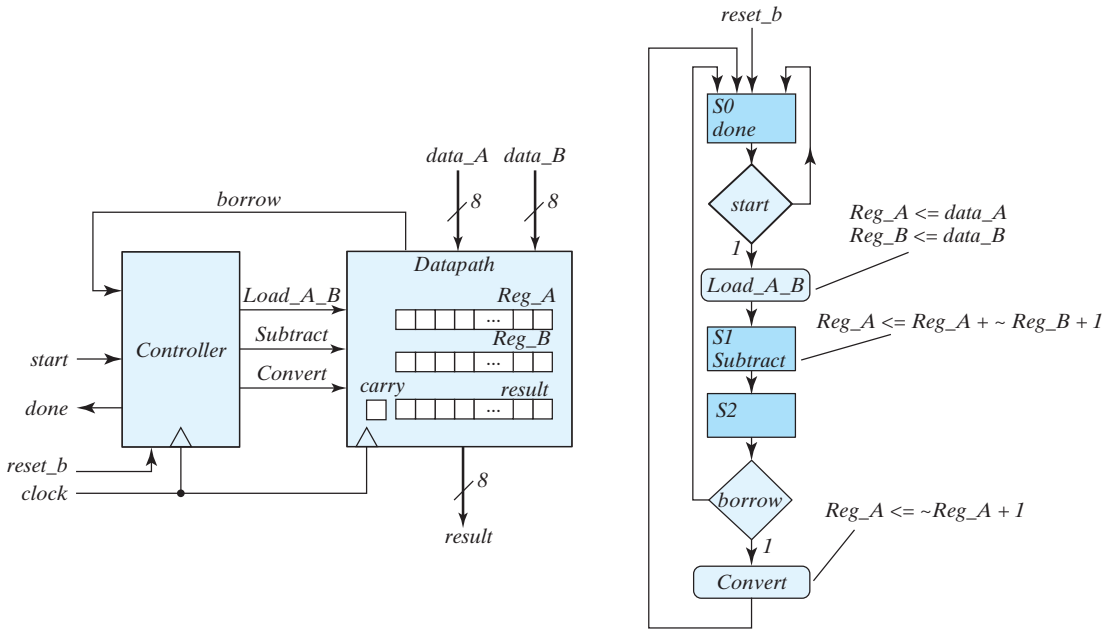 data_A
data_B
8
8
borrow
Datapath
Load_A_B
Reg_A
...
Subtract
Reg_B
...
start
Controller
Convert
carry
result
...
done
reset_b
clock
8
result
reset_b
S0
done
start
1
Reg_A <= data_A
Reg_B <= data_B
Load_A_B
Reg_A <= Reg_A + ~ Reg_B + 1
S1
Subtract
S2
borrow
1
Reg_A <= ~Reg_A + 1
Convert